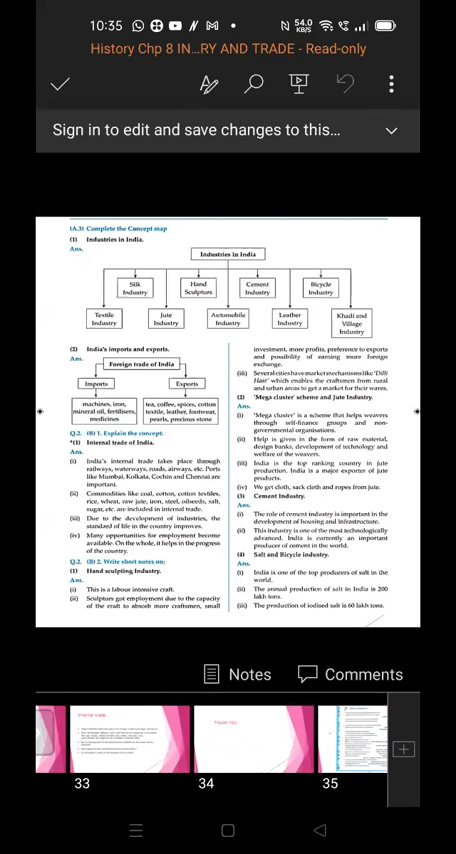 10:35
54.0
KB/S
History Chp 8 IN...RY AND TRADE - Read-only
Sign in to edit and save changes to this...
(A.3) Complete the Concept map
(1) Industries in India.
Ans.
Industries in India
Silk Industry
Hand Sculpturs
Cement Industry
Bicycle Industry
Textile Industry
Jute Industry
Automobile Industry
Leather Industry
Khadi and Village Industry
(2) India's imports and exports.
Ans.
Foreign trade of India
Imports
Exports
machines, iron, mineral oil, fertilisers, medicines
tea, coffee, spices, cotton textile, leather, footwear, pearls, precious stone
Q.2. (B) 1. Explain the concept:
*(1) Internal trade of India.
Ans.
(i) India's internal trade takes place through
railways, waterways, roads, airways, etc. Ports
like Mumbai, Kolkata, Cochin and Chennai are
important.
(ii) Commodities like coal, cotton, cotton textiles,
rice, wheat, raw jute, iron, steel, oilseeds, salt,
sugar, etc. are included in internal trade.
(iii) Due to the development of industries, the
standard of life in the country improves.
(iv) Many opportunities for employment become
available. On the whole, it helps in the progress
of the country.
Q.2. (B) 2. Write short notes on:
(1) Hand sculpting Industry.
Ans.
(i) This is a labour intensive craft.
(ii) Sculptors got employment due to the capacity
of the craft to absorb more craftsmen, small
investment, more profits, preference to exports
and possibility of earning more foreign
exchange.
(iii) Several cities have market mechanisms like 'Dilli
Haat' which enables the craftsmen from rural
and urban areas to get a market for their wares.
(2) 'Mega cluster' scheme and Jute Industry.
Ans.
(i) 'Mega cluster' is a scheme that helps weavers
through self-finance groups and non-
governmental organisations.
(ii) Help is given in the form of raw material,
design banks, development of technology and
welfare of the weavers.
(iii) India is the top ranking country in jute
production. India is a major exporter of jute
products.
(iv) We get cloth, sack cloth and ropes from jute.
(3) Cement Industry.
Ans.
(i) The role of cement industry is important in the
development of housing and infrastructure.
(ii) This industry is one of the most technologically
advanced. India is currently an important
producer of cement in the world.
(4) Salt and Bicycle industry.
Ans.
(i) India is one of the top producers of salt in the
world.
(ii) The annual production of salt in India is 200
lakh tons.
(iii) The production of iodised salt is 60 lakh tons.
Notes
Comments
THANK YOU
33
34
35